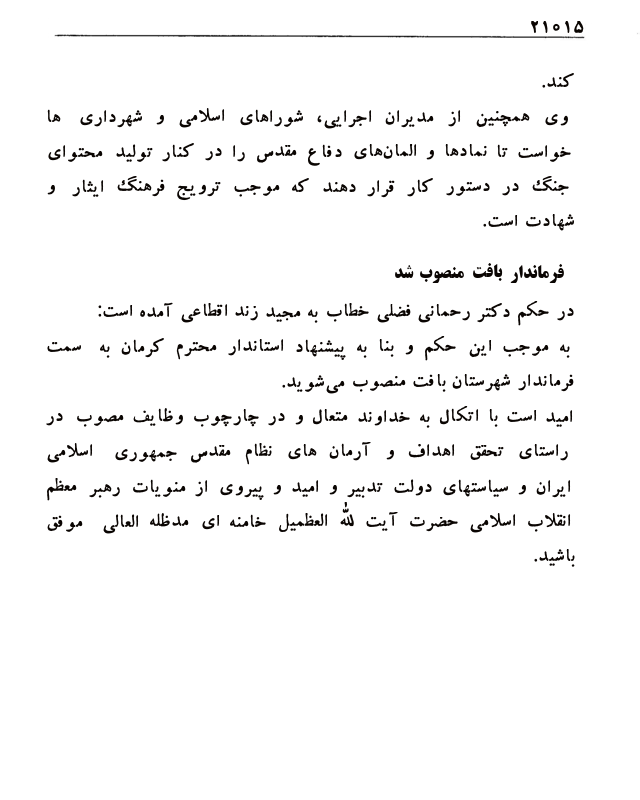 ۲۱۰۱۵
کند.
وی همچنین از مدیران اجرایی، شوراهای اسلامی و شهرداری ها
خواست تا نمادها و المان‌های دفاع مقدس را در کنار تولید محتوای
جنگ در دستور کار قرار دهند که موجب ترویج فرهنگ ایثار و
شهادت است.
فرماندار بافت منصوب شد
در حکم دکتر رحمانی فضلی خطاب به مجید زند اقطاعی آمده است:
به موجب این حکم و بنا به پیشنهاد استاندار محترم کرمان به سمت
فرماندار شهرستان بافت منصوب می‌شوید.
امید است با اتکال به خداوند متعال و در چارچوب وظایف مصوب در
راستای تحقق اهداف و آرمان های نظام مقدس جمهوری اسلامی
ایران و سیاستهای دولت تدبیر و امید و پیروی از منویات رهبر معظم
انقلاب اسلامی حضرت آیت لله العظمیل خامنه ای مدظله العالی موفق
باشید.